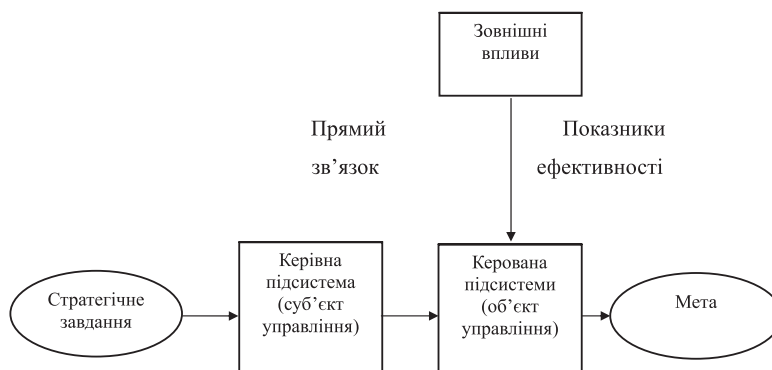 Зовнішні
впливи
Прямий
зв’язок
Показники
ефективності
Стратегічне
завдання
Керівна
підсистема
(суб’єкт
управління)
Керована
підсистеми
(об’єкт
управління)
Мета